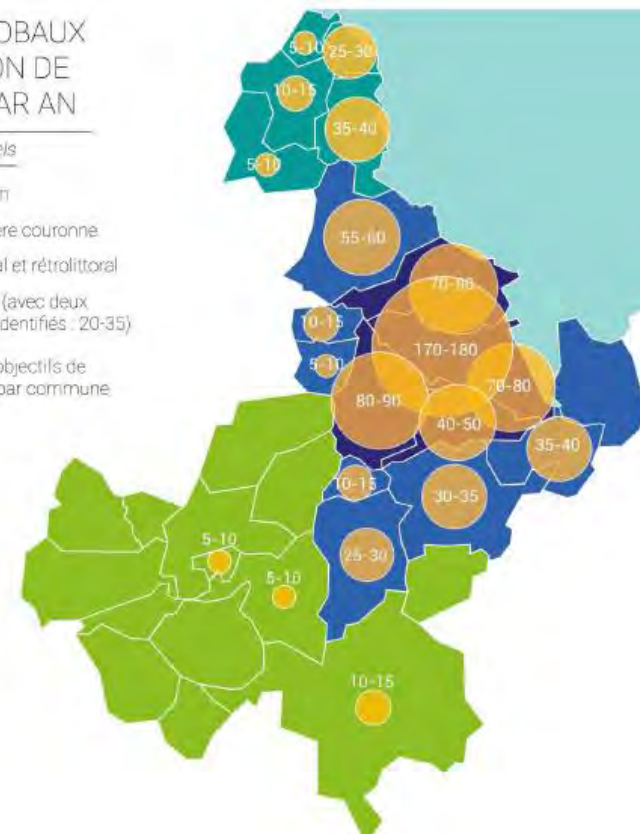 OBAUX
ON DE
AR AN
els
n
ère couronne
al et rétrolittoral
(avec deux
dentifiés : 20-35)
objectifs de
par commune
5-10
25-30
10-15
35-40
5-10
55-60
10-15
170-180
5-10
70-80
80-90
40-50
35-40
10-15
30-35
25-30
5-10
5-10
10-15